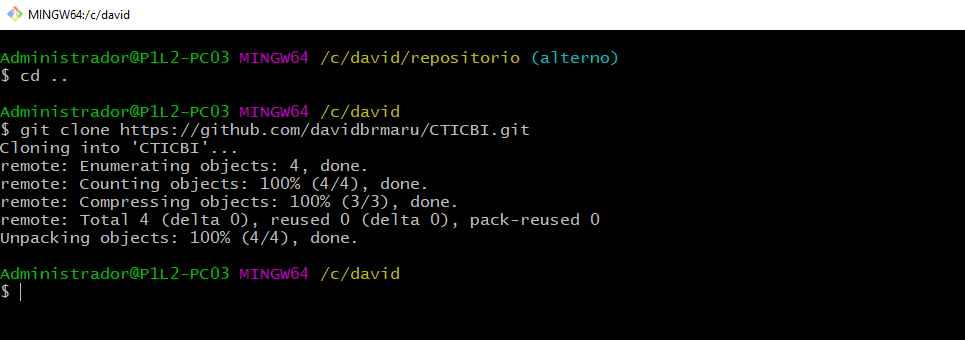 MINGW64:/c/david
Administrador@P1L2-PC03 MINGW64 /c/david/repositorio (alterno)
$ cd ..
Administrador@P1L2-PC03 MINGW64 /c/david
$ git clone https://github.com/davidbrmaru/CTICBI.git
Cloning into 'CTICBI'...
remote: Enumerating objects: 4, done.
remote: Counting objects: 100% (4/4), done.
remote: Compressing objects: 100% (3/3), done.
remote: Total 4 (delta 0), reused 0 (delta 0), pack-reused 0
Unpacking objects: 100% (4/4), done.
Administrador@P1L2-PC03 MINGW64 /c/david
$